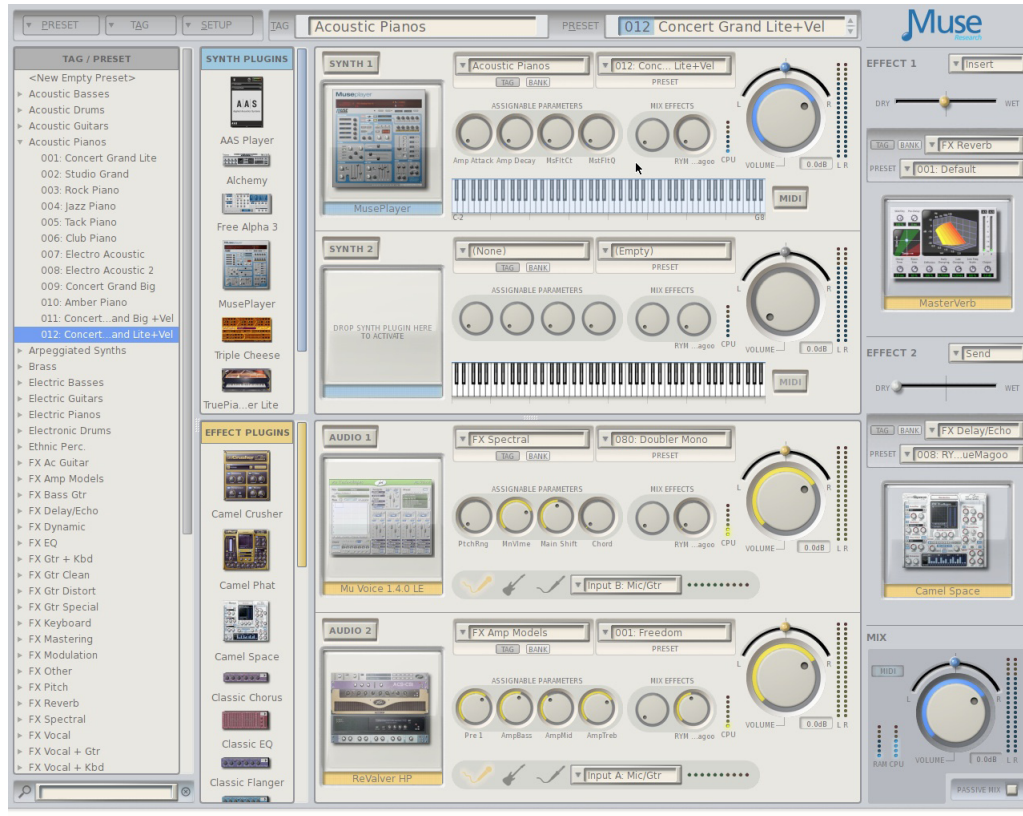 PRESET TAG SETUP TAG Acoustic Pianos PRESET 012 Concert Grand Lite+Vel
Muse
Research
TAG / PRESET
<New Empty Preset>
Acoustic Basses
Acoustic Drums
Acoustic Guitars
Acoustic Pianos
001: Concert Grand Lite
002: Studio Grand
003: Rock Piano
004: Jazz Piano
005: Tack Piano
006: Club Piano
007: Electro Acoustic
008: Electro Acoustic 2
009: Concert Grand Big
010: Amber Piano
011: Concert...and Big +Vel
012: Concert...and Lite+Vel
Arpeggiated Synths
Brass
Electric Basses
Electric Guitars
Electric Pianos
Electronic Drums
Ethnic Perc.
FX Ac Guitar
FX Amp Models
FX Bass Gtr
FX Delay/Echo
FX Dynamic
FX EQ
FX Gtr + Kbd
FX Gtr Clean
FX Gtr Distort
FX Gtr Special
FX Keyboard
FX Mastering
FX Modulation
FX Other
FX Pitch
FX Reverb
FX Spectral
FX Vocal
FX Vocal + Gtr
FX Vocal + Kbd
SYNTH PLUGINS
AAS
AAS Player
Alchemy
Free Alpha 3
MusePlayer
Triple Cheese
TruePia...er Lite
EFFECT PLUGINS
Camel Crusher
Camel Phat
Camel Space
Classic Chorus
Classic EQ
Classic Flanger
SYNTH 1
Acoustic Pianos 012: Conc... Lite+Vel
TAG BANK PRESET
ASSIGNABLE PARAMETERS MIX EFFECTS
Amp Attack Amp Decay MsFltCt MstFltQ RYM ...agoo CPU
L R
VOLUME 0.0dB L R
MusePlayer
MusePlayer
C-2 G8
MIDI
SYNTH 2
(None) (Empty)
TAG BANK PRESET
ASSIGNABLE PARAMETERS MIX EFFECTS
DROP SYNTH PLUGIN HERE
TO ACTIVATE
RYM ...agoo CPU
L R
VOLUME 0.0dB L R
MIDI
AUDIO 1
FX Spectral 080: Doubler Mono
TAG BANK PRESET
ASSIGNABLE PARAMETERS MIX EFFECTS
PtchRng MnVlme Main Shift Chord RYM ...agoo CPU
L R
VOLUME 0.0dB L R
Mu Voice 1.4.0 LE
Input B: Mic/Gtr
AUDIO 2
FX Amp Models 001: Freedom
TAG BANK PRESET
ASSIGNABLE PARAMETERS MIX EFFECTS
Pre 1 AmpBass AmpMid AmpTreb RYM ...agoo CPU
L R
VOLUME 0.0dB L R
ReValver HP
Input A: Mic/Gtr
EFFECT 1 Insert
DRY WET
TAG BANK FX Reverb
PRESET 001: Default
MasterVerb
EFFECT 2 Send
DRY WET
TAG BANK FX Delay/Echo
PRESET 008: RY...ueMagoo
Camel Space
MIX
MIDI
L R
RAM CPU VOLUME 0.0dB L R
PASSIVE MIX